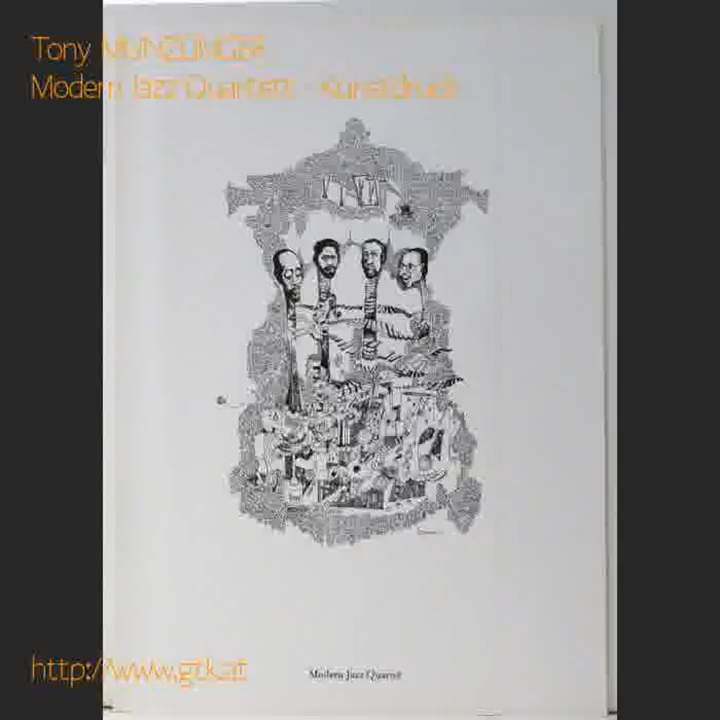 Tony MUNZLINGER
Modern Jazz Quartett - Kunstdruck
http://www.gtk.at
Modern Jazz Quartet